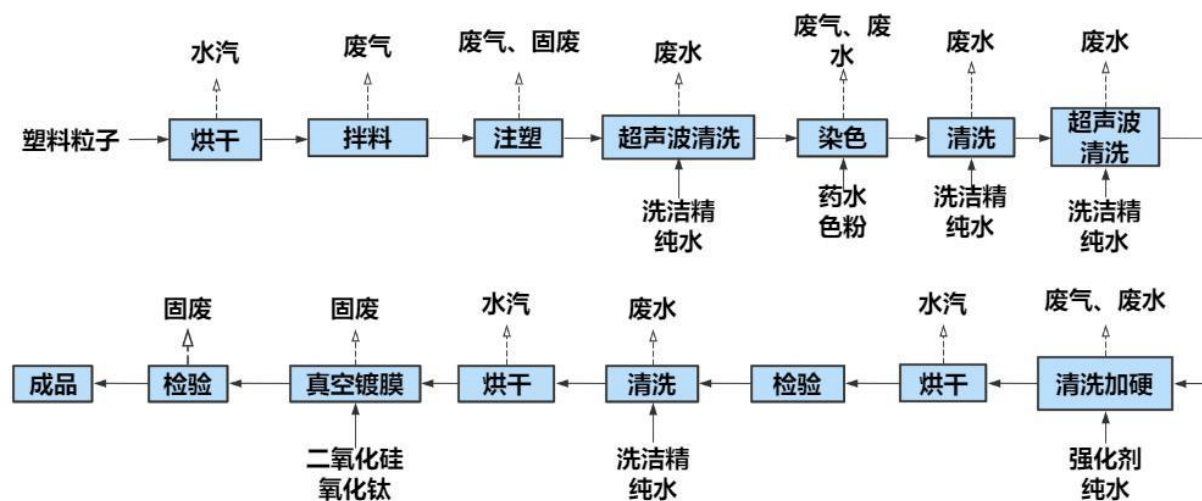 水汽
废气
废气、固废
废水
废气、废
水
废水
废水
塑料粒子
烘干
拌料
注塑
超声波清洗
染色
清洗
超声波
清洗
洗洁精
纯水
药水
色粉
洗洁精
纯水
洗洁精
纯水
固废
固废
水汽
废水
水汽
废气、废水
成品
检验
真空镀膜
烘干
清洗
检验
烘干
清洗加硬
二氧化硅
氧化钛
洗洁精
纯水
强化剂
纯水